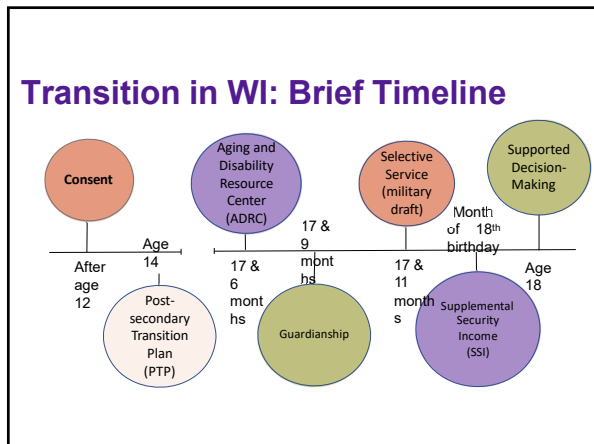 Transition in WI: Brief Timeline
Consent
After
age
12
Age
14
Post-
secondary
Transition
Plan
(PTP)
Aging and
Disability
Resource
Center
(ADRC)
17 &
6
mont
hs
17 &
9
mont
hs
Guardianship
Selective
Service
(military
draft)
17 &
11
month
s
Month
of 18th
birthday
Supplemental
Security
Income
(SSI)
Supported
Decision-
Making
Age
18